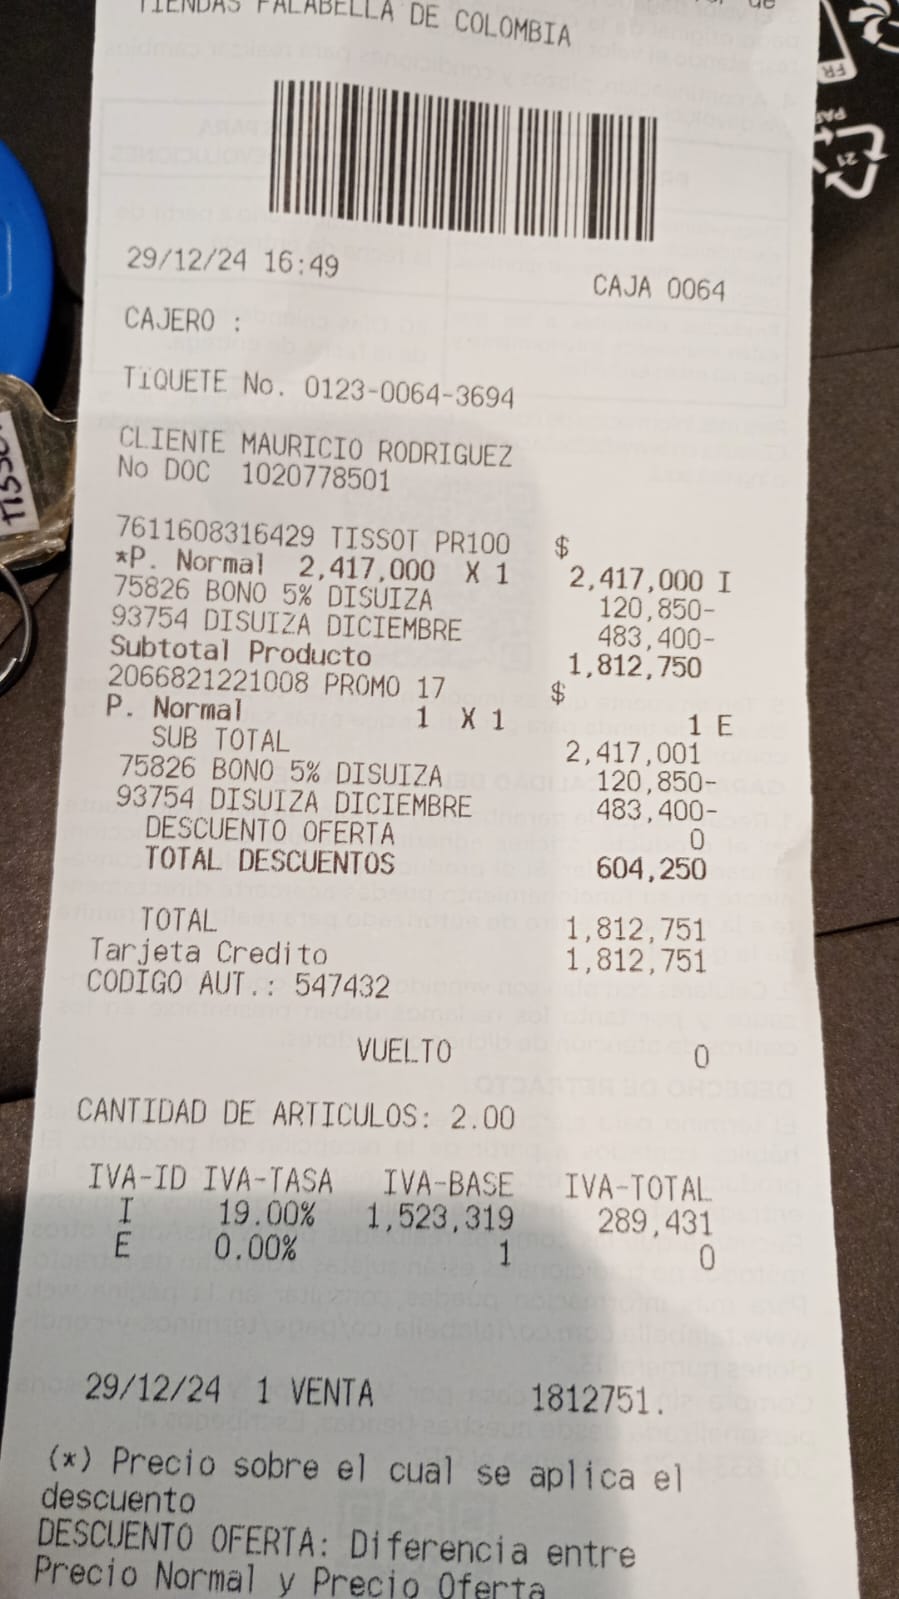 TIENDAS FALABELLA DE COLOMBIA
29/12/24 16:49 CAJA 0064
CAJERO :
TIQUETE No. 0123-0064-3694
CLIENTE MAURICIO RODRIGUEZ
No DOC 1020778501
7611608316429 TISSOT PR100 $
*P. Normal 2,417,000 X 1 2,417,000 I
75826 BONO 5% DISUIZA 120,850-
93754 DISUIZA DICIEMBRE 483,400-
Subtotal Producto 1,812,750
2066821221008 PROMO 17 $
P. Normal 1 X 1 1 E
SUB TOTAL 2,417,001
75826 BONO 5% DISUIZA 120,850-
93754 DISUIZA DICIEMBRE 483,400-
DESCUENTO OFERTA 0
TOTAL DESCUENTOS 604,250
TOTAL 1,812,751
Tarjeta Credito 1,812,751
CODIGO AUT.: 547432
VUELTO 0
CANTIDAD DE ARTICULOS: 2.00
IVA-ID IVA-TASA IVA-BASE IVA-TOTAL
I 19.00% 1,523,319 289,431
E 0.00% 1 0
29/12/24 1 VENTA 1812751.
(*) Precio sobre el cual se aplica el
descuento
DESCUENTO OFERTA: Diferencia entre
Precio Normal y Precio Oferta
FR
21
TISSO